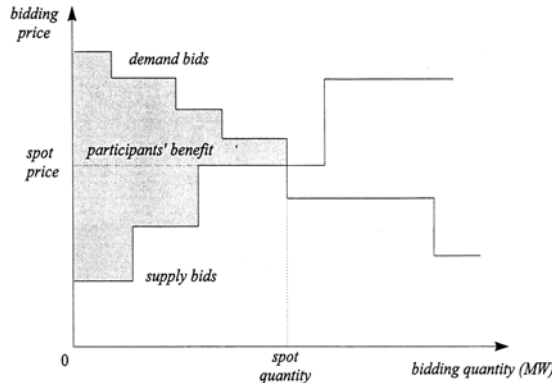 bidding
price
demand bids
participants' benefit
spot
price
supply bids
0
spot
quantity
bidding quantity (MW)